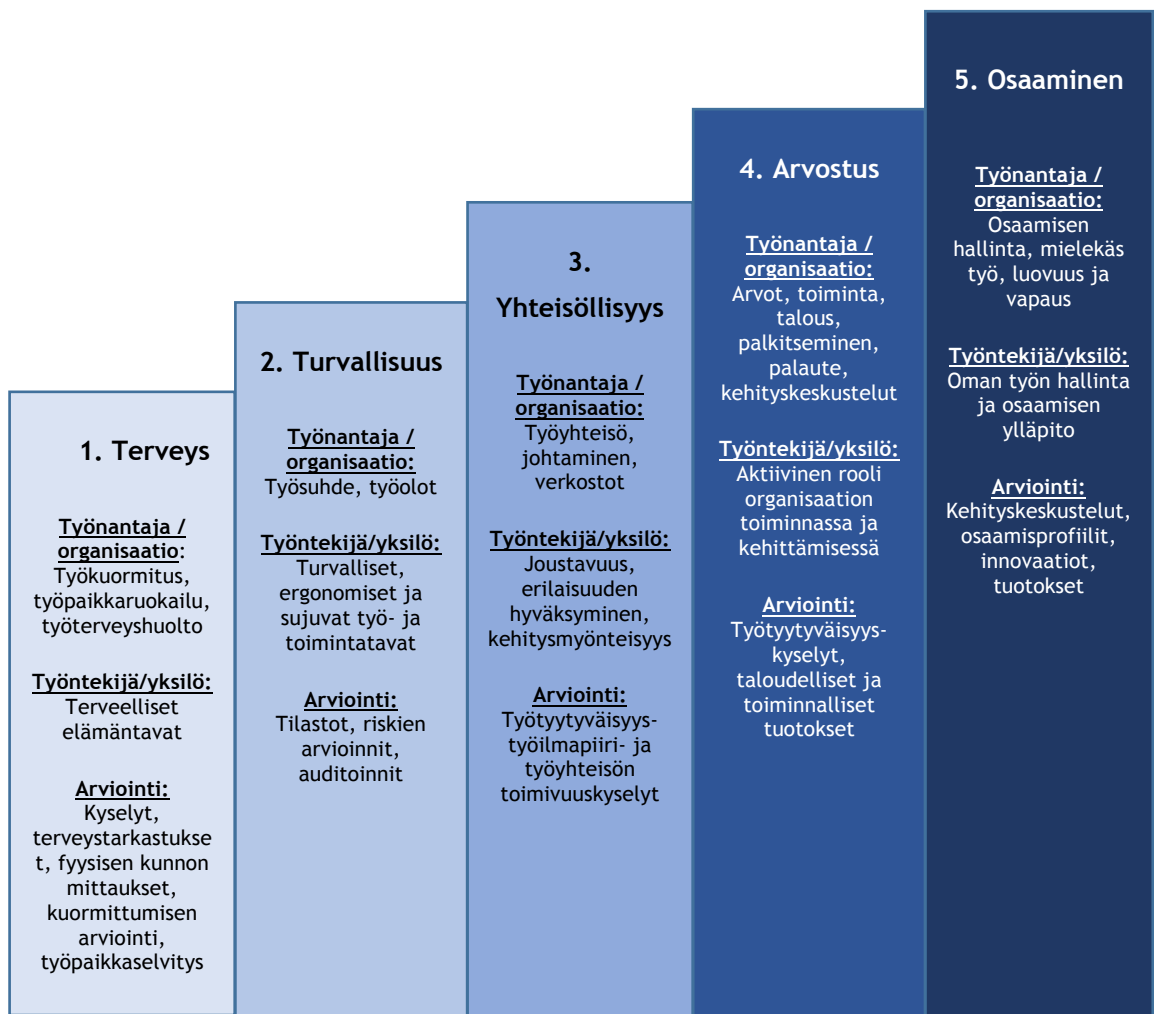 1. Terveys
Työnantaja /
organisaatio:
Työkuormitus,
työpaikkaruokailu,
työterveyshuolto
Työntekijä/yksilö:
Terveelliset
elämäntavat
Arviointi:
Kyselyt,
terveystarkastukse
t, fyysisen kunnon
mittaukset,
kuormittumisen
arviointi,
työpaikkaselvitys
2. Turvallisuus
Työnantaja /
organisaatio:
Työsuhde, työolot
Työntekijä/yksilö:
Turvalliset,
ergonomiset ja
sujuvat työ- ja
toimintatavat
Arviointi:
Tilastot, riskien
arvioinnit,
auditoinnit
3.
Yhteisöllisyys
Työnantaja /
organisaatio:
Työyhteisö,
johtaminen,
verkostot
Työntekijä/yksilö:
Joustavuus,
erilaisuuden
hyväksyminen,
kehitysmyönteisyys
Arviointi:
Työtyytyväisyys-
työilmapiiri- ja
työyhteisön
toimivuuskyselyt
4. Arvostus
Työnantaja /
organisaatio:
Arvot, toiminta,
talous,
palkitseminen,
palaute,
kehityskeskustelut
Työntekijä/yksilö:
Aktiivinen rooli
organisaation
toiminnassa ja
kehittämisessä
Arviointi:
Työtyytyväisyys-
kyselyt,
taloudelliset ja
toiminnalliset
tuotokset
5. Osaaminen
Työnantaja /
organisaatio:
Osaamisen
hallinta, mielekäs
työ, luovuus ja
vapaus
Työntekijä/yksilö:
Oman työn hallinta
ja osaamisen
ylläpito
Arviointi:
Kehityskeskustelut,
osaamisprofiilit,
innovaatiot,
tuotokset